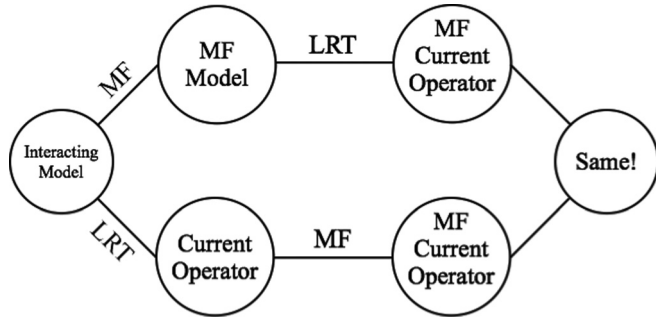 MF
MF
Model
LRT
MF
Current
Operator
Interacting
Model
Same!
LRT
Current
Operator
MF
MF
Current
Operator